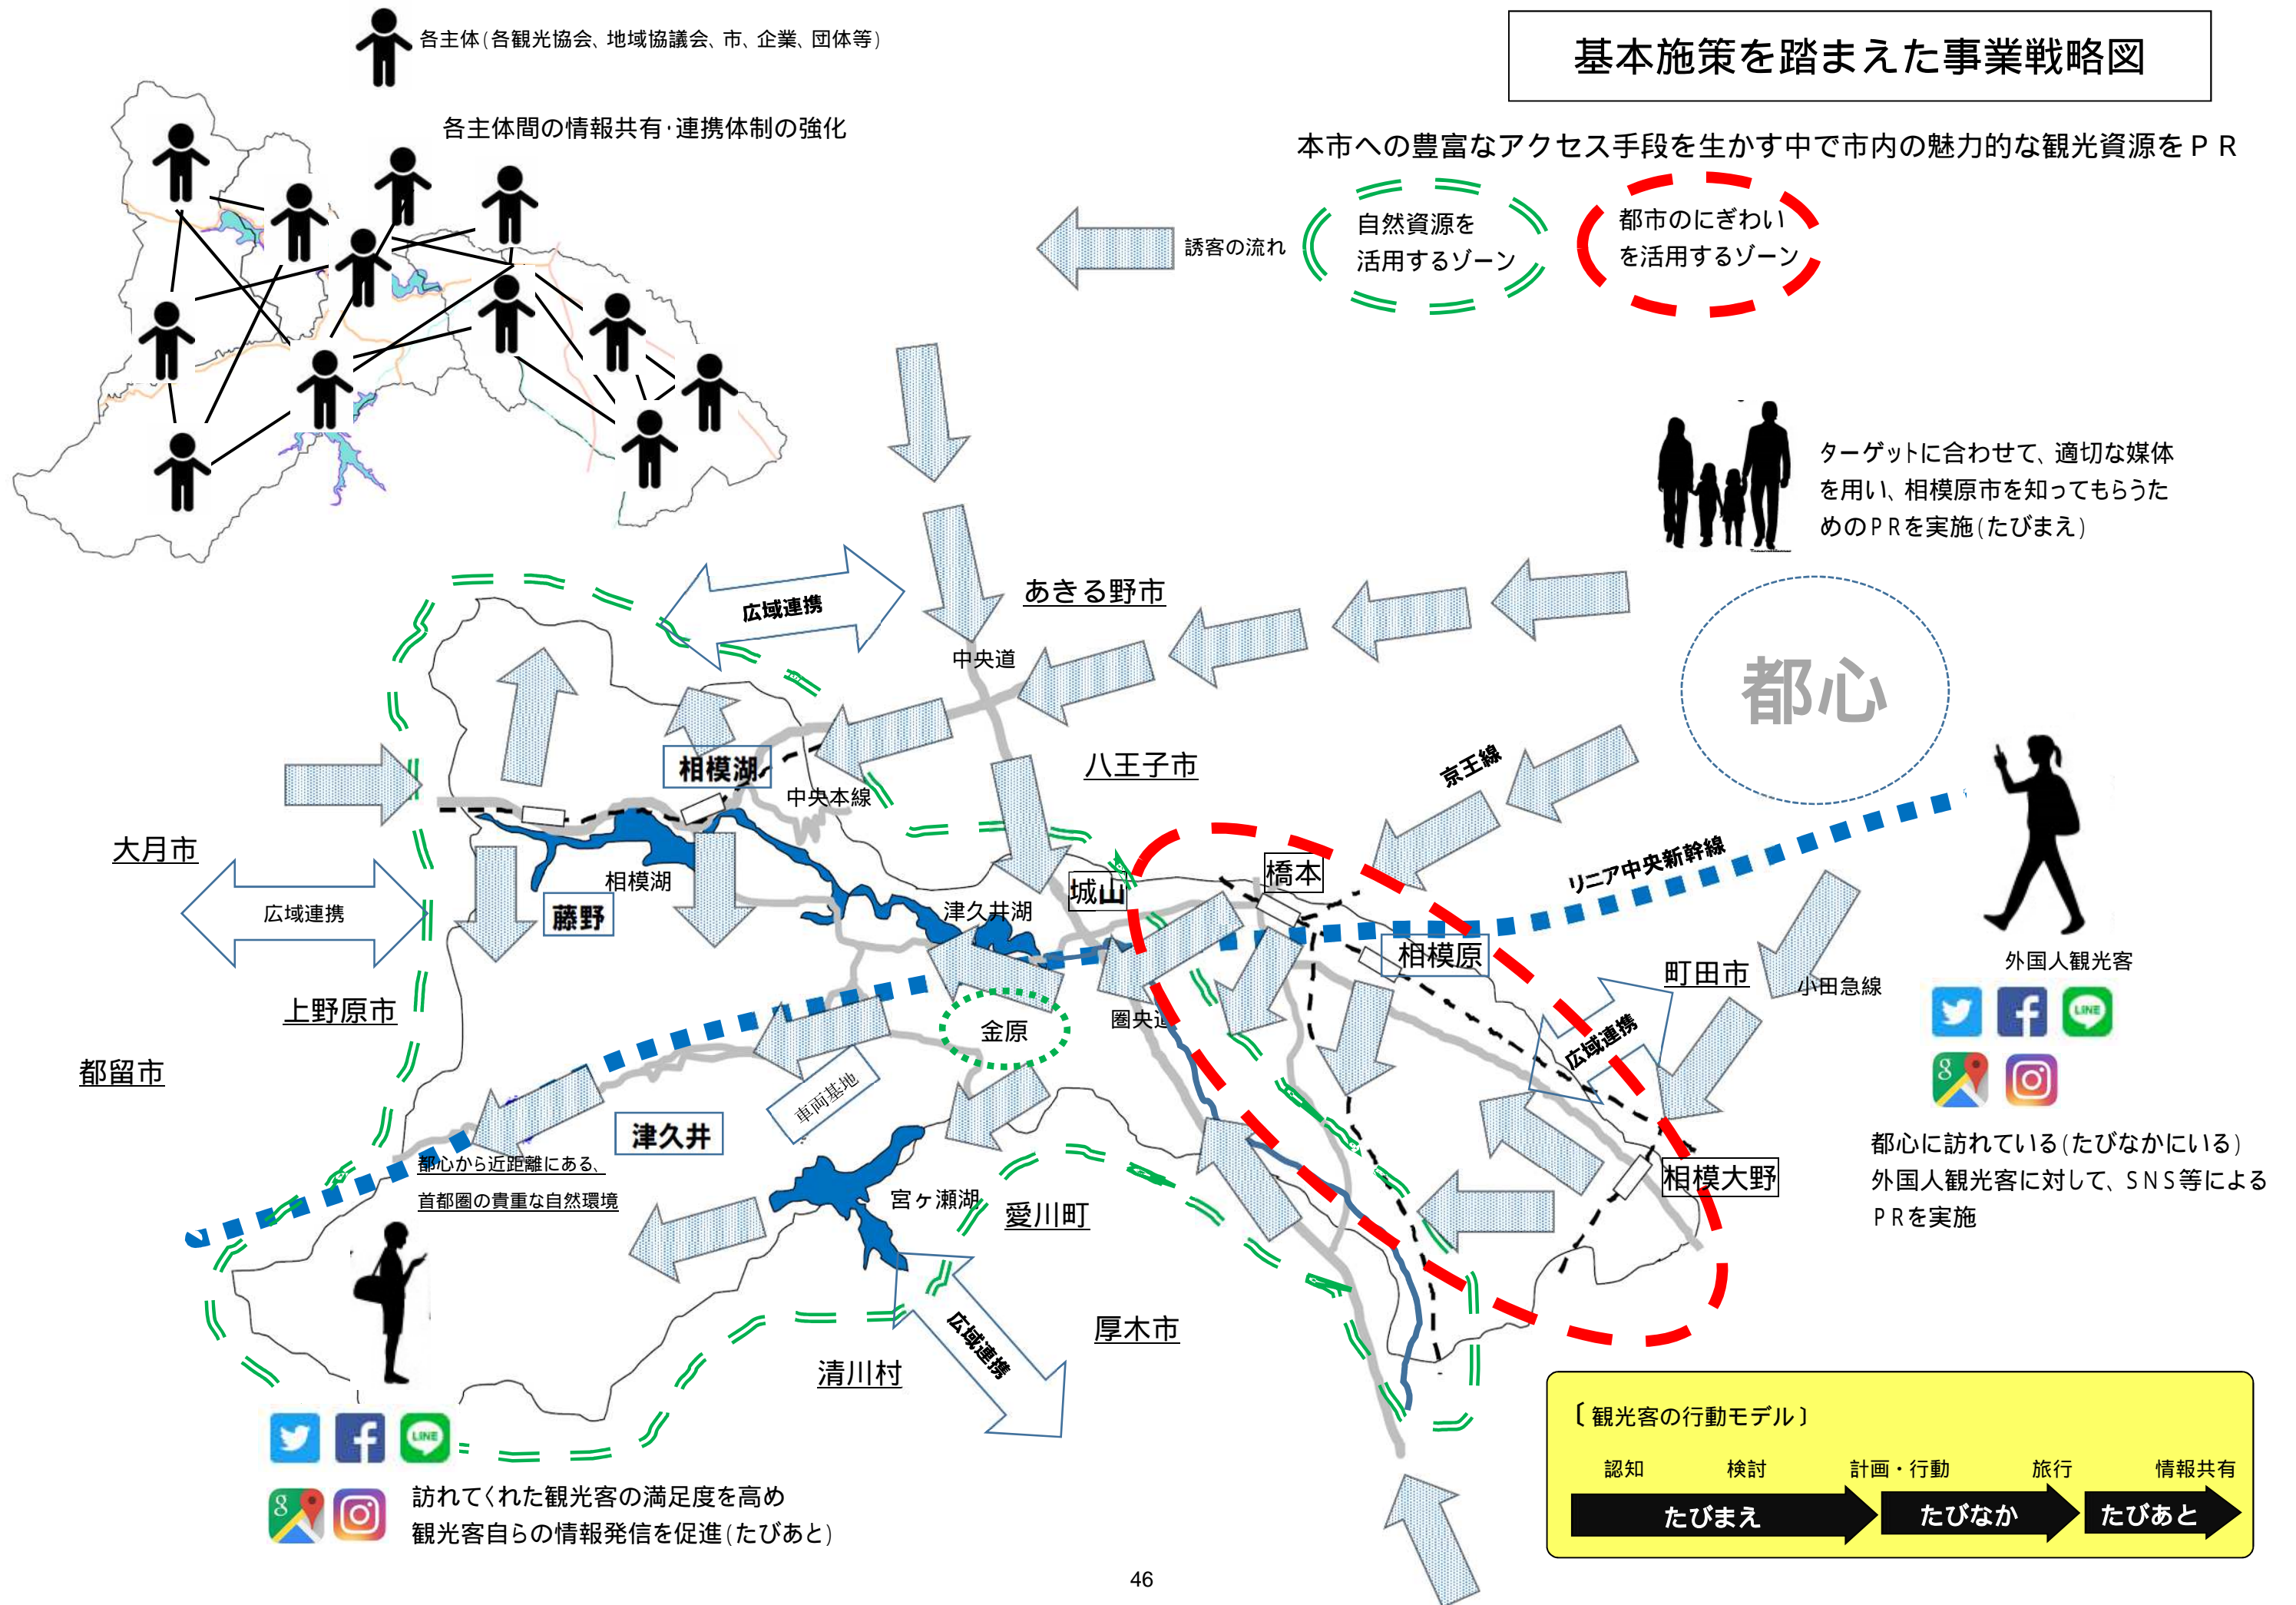 各主体(各観光協会、地域協議会、市、企業、団体等)
基本施策を踏まえた事業戦略図
各主体間の情報共有・連携体制の強化
本市への豊富なアクセス手段を生かす中で市内の魅力的な観光資源をPR
誘客の流れ
自然資源を
活用するゾーン
都市のにぎわい
を活用するゾーン
ターゲットに合わせて、適切な媒体
を用い、相模原市を知ってもらうた
めのPRを実施(たびまえ)
広域連携
あきる野市
中央道
都心
相模湖
中央本線
八王子市
京王線
リニア中央新幹線
大月市
広域連携
相模湖
藤野
津久井湖
城山
橋本
相模原
町田市
小田急線
外国人観光客
LINE
上野原市
金原
圏央道
広域連携
都留市
車両基地
津久井
都心から近距離にある、
首都圏の貴重な自然環境
宮ヶ瀬湖
愛川町
相模大野
都心に訪れている(たびなかにいる)
外国人観光客に対して、SNS等による
PRを実施
広域連携
厚木市
清川村
LINE
訪れてくれた観光客の満足度を高め
観光客自らの情報発信を促進(たびあと)
〔観光客の行動モデル〕
認知 検討 計画・行動 旅行 情報共有
たびまえ たびなか たびあと
46